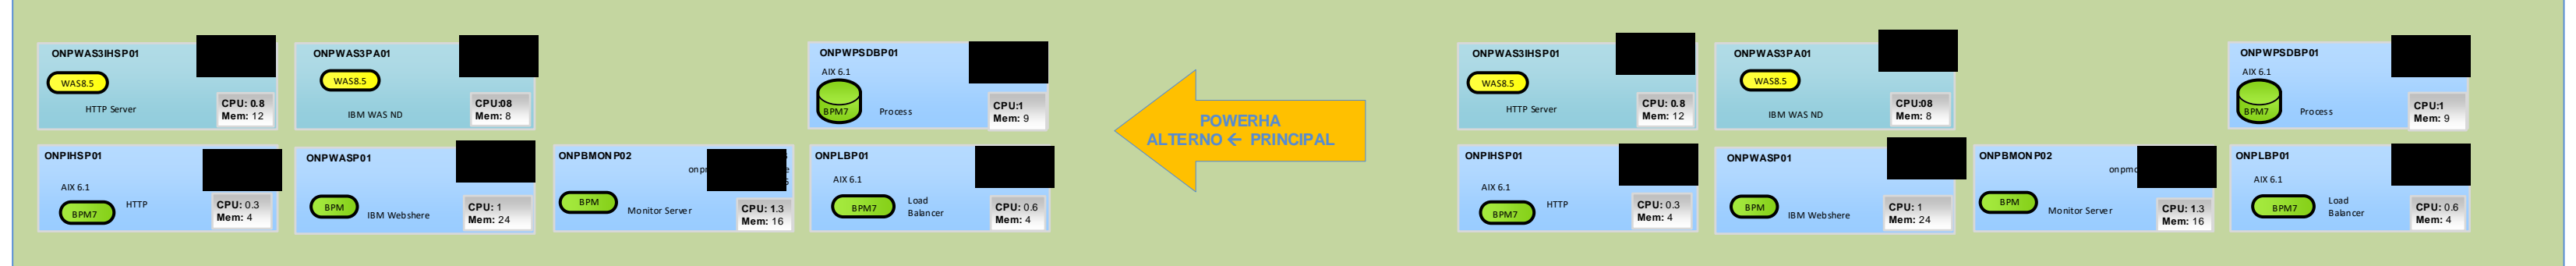 ONPWAS3IHSP01
WAS8.5
HTTP Server
CPU: 0.8
Mem: 12
ONPWAS3PA01
WAS8.5
IBM WAS ND
CPU:08
Mem: 8
ONPWPSDBP01
AIX 6.1
BPM7
Process
CPU:1
Mem: 9
ONPIHSP01
AIX 6.1
BPM7
HTTP
CPU: 0.3
Mem: 4
ONPWASP01
BPM
IBM Webshere
CPU: 1
Mem: 24
ONPBMONP02
BPM
Monitor Server
CPU: 1.3
Mem: 16
ONPLBP01
AIX 6.1
BPM7
Load
Balancer
CPU: 0.6
Mem: 4
POWERHA
ALTERNO ← PRINCIPAL
ONPWAS3IHSP01
WAS8.5
HTTP Server
CPU: 0.8
Mem: 12
ONPWAS3PA01
WAS8.5
IBM WAS ND
CPU:08
Mem: 8
ONPWPSDBP01
AIX 6.1
BPM7
Process
CPU:1
Mem: 9
ONPIHSP01
AIX 6.1
BPM7
HTTP
CPU: 0.3
Mem: 4
ONPWASP01
BPM
IBM Webshere
CPU: 1
Mem: 24
ONPBMONP02
BPM
Monitor Server
CPU: 1.3
Mem: 16
ONPLBP01
AIX 6.1
BPM7
Load
Balancer
CPU: 0.6
Mem: 4